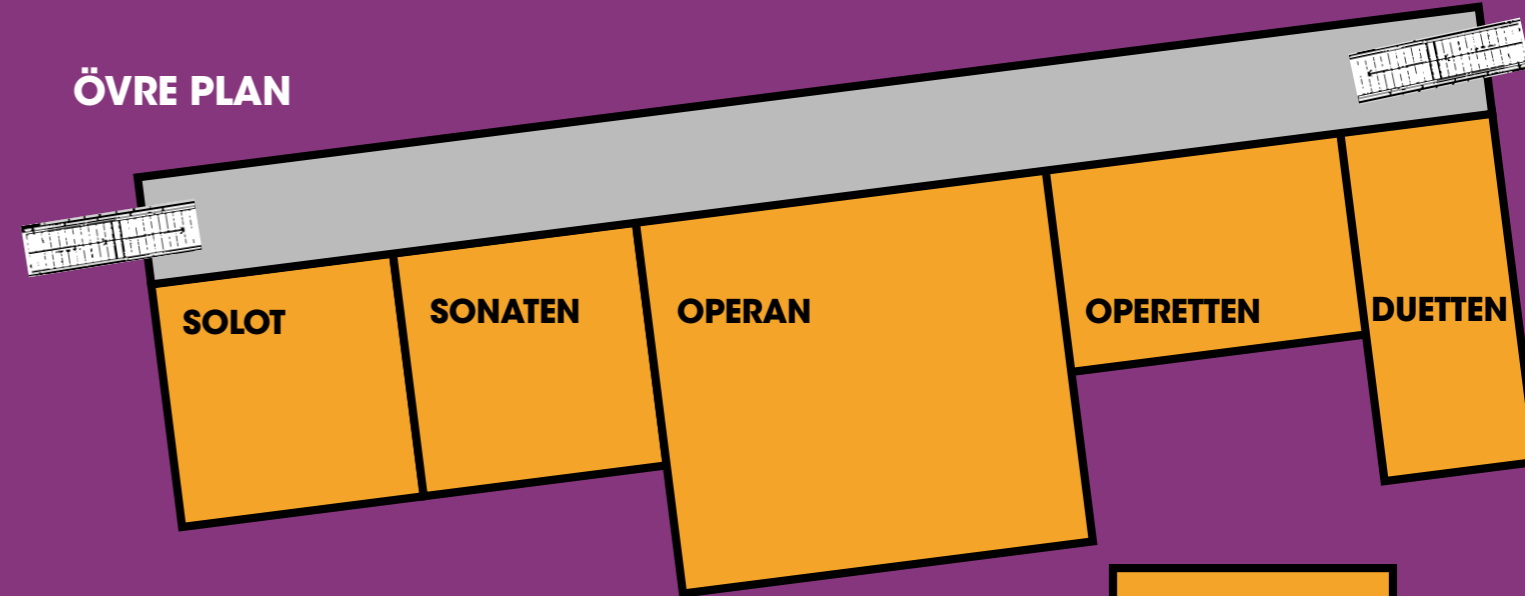 ÖVRE PLAN
SOLOT
SONATEN
OPERAN
OPERETTEN
DUETTEN